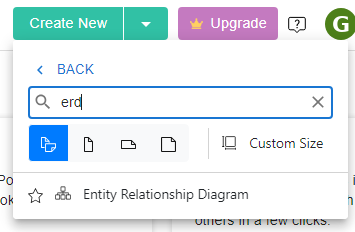 Create New
Upgrade
G
BACK
erd
Custom Size
Entity Relationship Diagram
others in a few clicks.